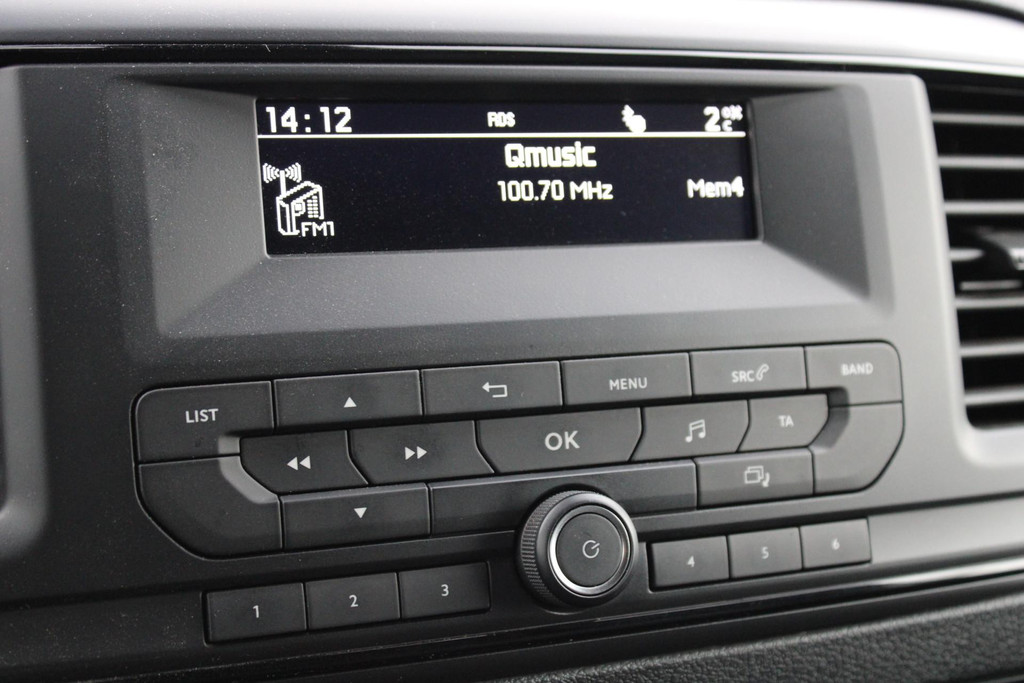 14:12 RDS 2°C
Qmusic
100.70 MHz Mem4
FM1
LIST MENU SRC BAND
OK TA
1 2 3 4 5 6